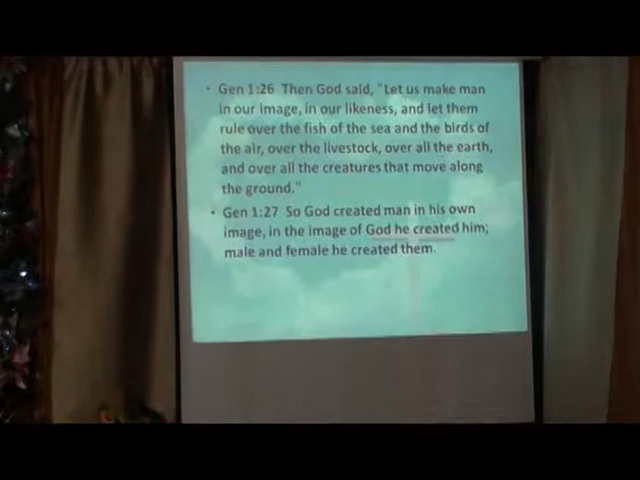 • Gen 1:26 Then God said, "Let us make man
in our image, in our likeness, and let them
rule over the fish of the sea and the birds of
the air, over the livestock, over all the earth,
and over all the creatures that move along
the ground."
• Gen 1:27 So God created man in his own
image, in the image of God he created him;
male and female he created them.